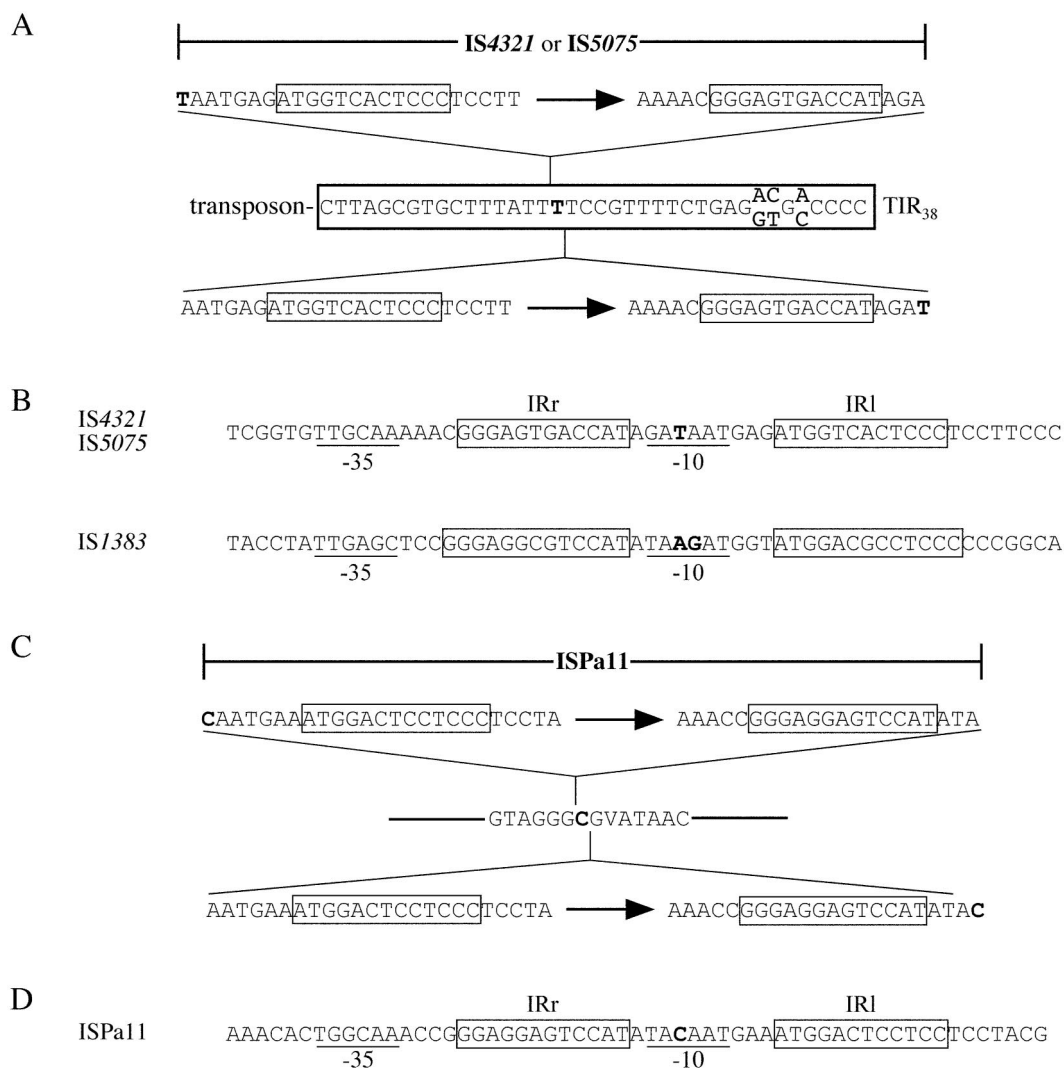 A
IS4321 or IS5075
TAATGAGATGGTCACTCCCTCCTT AAAACGGGAGTGACCATAGA
transposon- CTTAGCGTGCTTTATTTTCCGTTTTCTGAG AC GT G A C CCCC TIR38
AATGAGATGGTCACTCCCTCCTT AAAACGGGAGTGACCATAGAT
B
IRr IRl
IS4321
IS5075
TCGGTGTTGCAAAAACGGGAGTGACCATAGATAATGAGATGGTCACTCCCTCCTTCCC
-35 -10
IS1383 TACCTATTGAGCTCCGGGAGGCGTCCATATAAGATGGTATGGACGCCTCCCCCCGGCA
-35 -10
C
ISPa11
CAATGAAATGGACTCCTCCCTCCTA AAACCGGGAGGAGTCCATATA
GTAGGGCGVATAAC
AATGAAATGGACTCCTCCCTCCTA AAACCGGGAGGAGTCCATATAC
D
IRr IRl
ISPa11 AAACACTGGCAAACCGGGAGGAGTCCATATACAATGAAATGGACTCCTCCTCCTACG
-35 -10